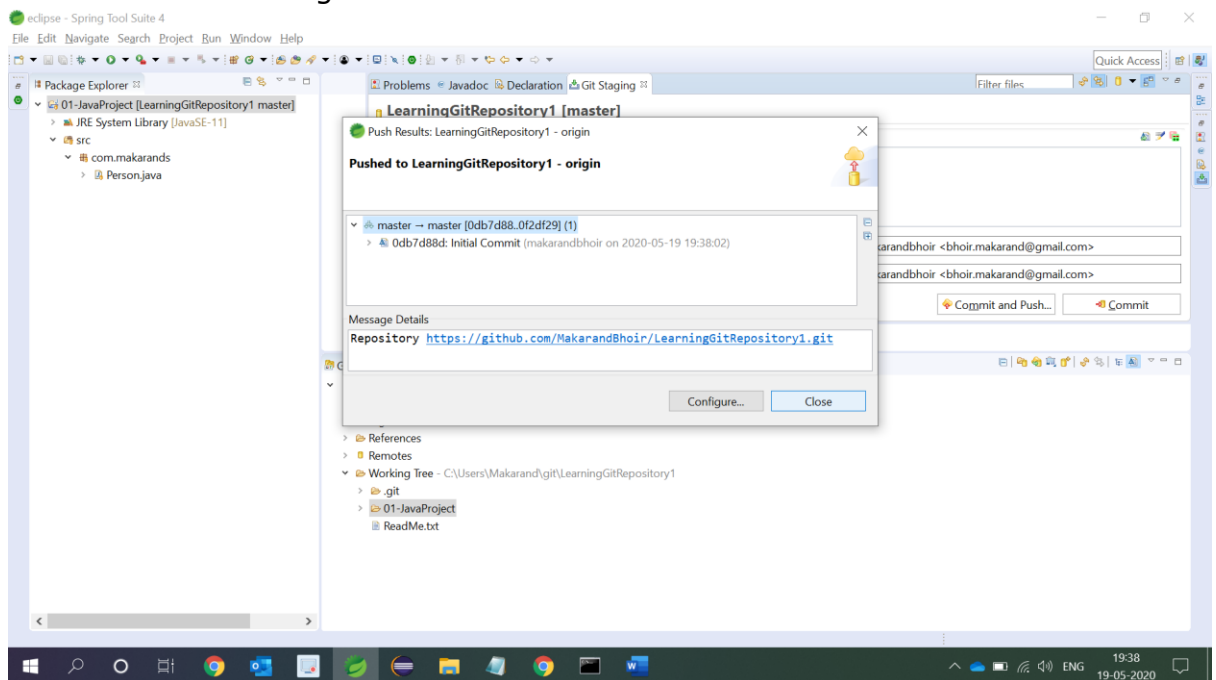 eclipse - Spring Tool Suite 4
File Edit Navigate Search Project Run Window Help
Quick Access
Package Explorer
01-JavaProject [LearningGitRepository1 master]
JRE System Library [JavaSE-11]
src
com.makarands
Person.java
Problems Javadoc Declaration Git Staging
Filter files
LearningGitRepository1 [master]
Push Results: LearningGitRepository1 - origin
Pushed to LearningGitRepository1 - origin
master → master [0db7d88..0f2df29] (1)
0db7d88d: Initial Commit (makarandbhoir on 2020-05-19 19:38:02)
Message Details
Repository https://github.com/MakarandBhoir/LearningGitRepository1.git
Configure... Close
karandbhoir <bhoir.makarand@gmail.com>
karandbhoir <bhoir.makarand@gmail.com>
Commit and Push... Commit
References
Remotes
Working Tree - C:\Users\Makarand\git\LearningGitRepository1
.git
01-JavaProject
ReadMe.txt
ENG
19:38
19-05-2020